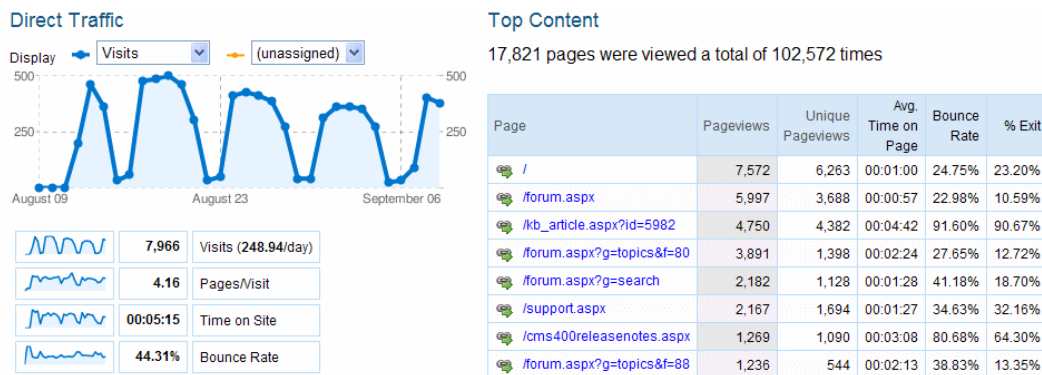 Direct Traffic
Display Visits (unassigned)
500 500
250 250
August 09 August 23 September 06
7,966 Visits (248.94/day)
4.16 Pages/Visit
00:05:15 Time on Site
44.31% Bounce Rate
Top Content
17,821 pages were viewed a total of 102,572 times
Page Pageviews Unique Pageviews Avg. Time on Page Bounce Rate % Exit
/ 7,572 6,263 00:01:00 24.75% 23.20%
/forum.aspx 5,997 3,688 00:00:57 22.98% 10.59%
/kb_article.aspx?id=5982 4,750 4,382 00:04:42 91.60% 90.67%
/forum.aspx?g=topics&f=80 3,891 1,398 00:02:24 27.65% 12.72%
/forum.aspx?g=search 2,182 1,128 00:01:28 41.18% 18.70%
/support.aspx 2,167 1,694 00:01:27 34.63% 32.16%
/cms400releasenotes.aspx 1,269 1,090 00:03:08 80.68% 64.30%
/forum.aspx?g=topics&f=88 1,236 544 00:02:13 38.83% 13.35%